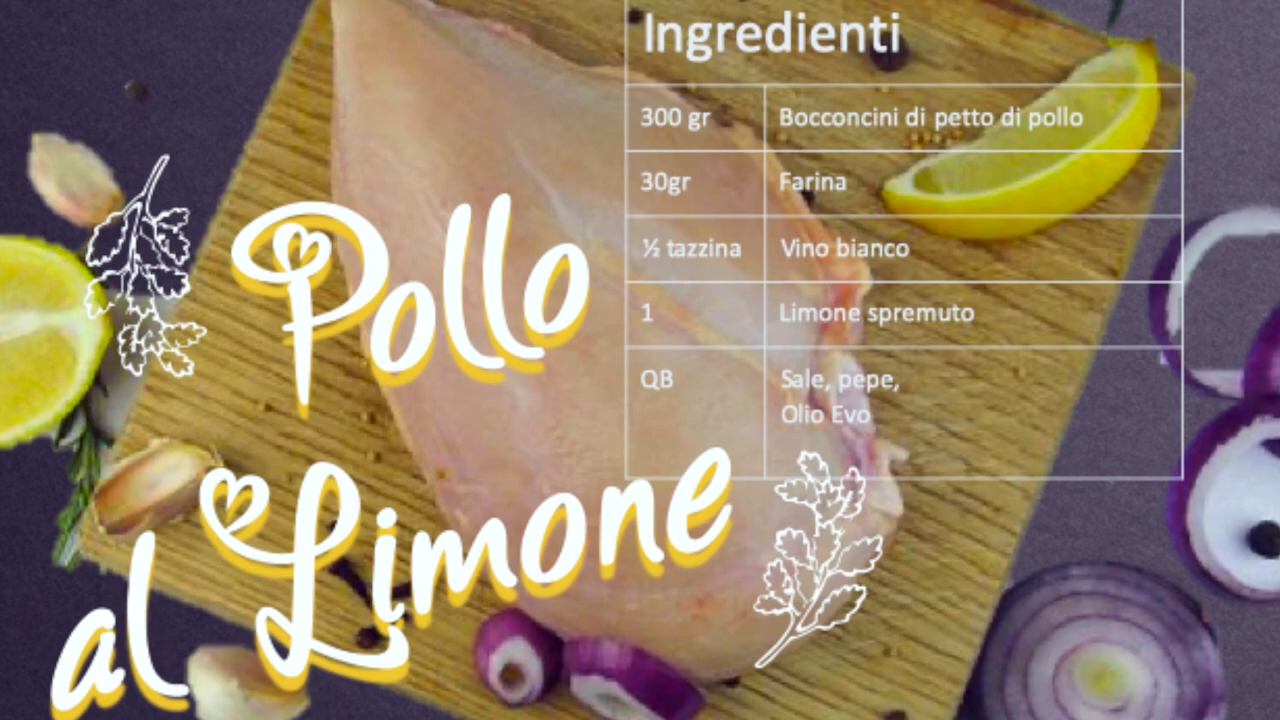 Ingredienti
300 gr Bocconcini di petto di pollo
30gr Farina
½ tazzina Vino bianco
1 Limone spremuto
QB Sale, pepe,
Olio Evo
Pollo
al Limone